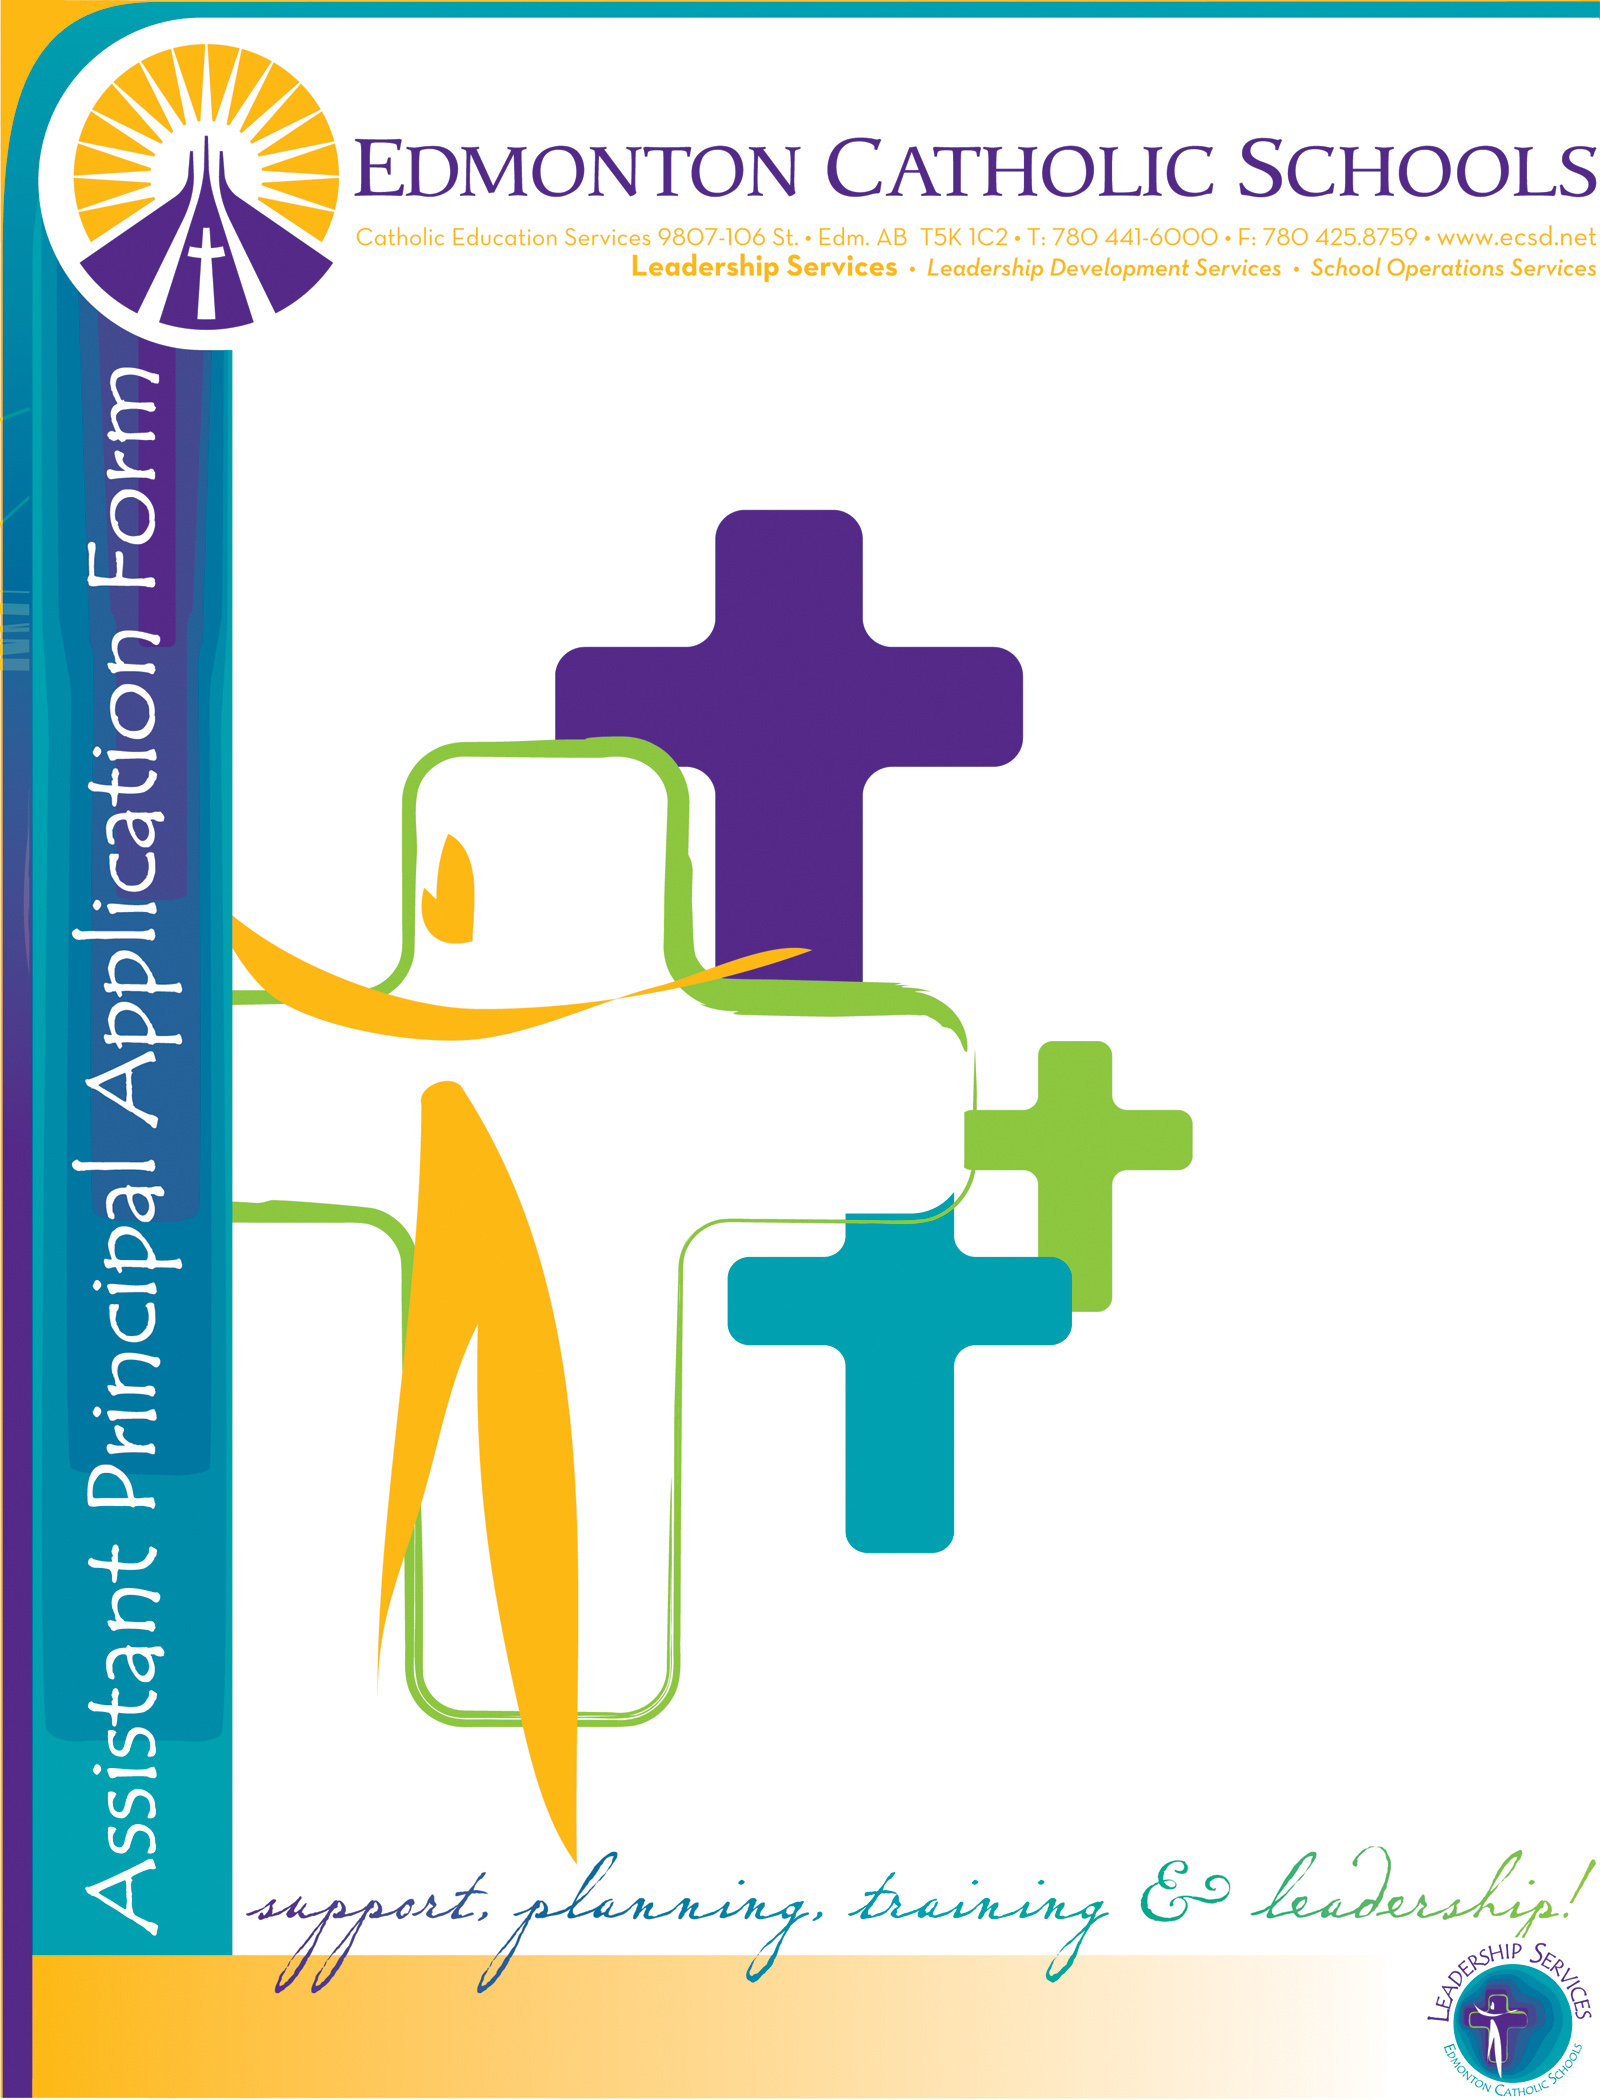 EDMONTON CATHOLIC SCHOOLS
Catholic Education Services 9807-106 St. • Edm. AB T5K 1C2 • T: 780 441-6000 • F: 780 425.8759 • www.ecsd.net
Leadership Services • Leadership Development Services • School Operations Services
Assistant Principal Application Form
support, planning, training & leadership!
LEADERSHIP SERVICES
EDMONTON CATHOLIC SCHOOLS